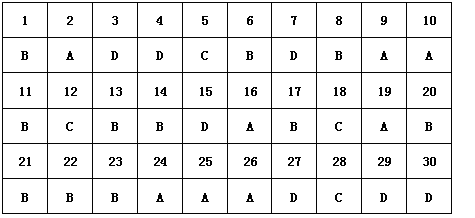 1 2 3 4 5 6 7 8 9 10
B A D D C B D B A A
11 12 13 14 15 16 17 18 19 20
B C B B D A B C A B
21 22 23 24 25 26 27 28 29 30
B B B A A A D C D D